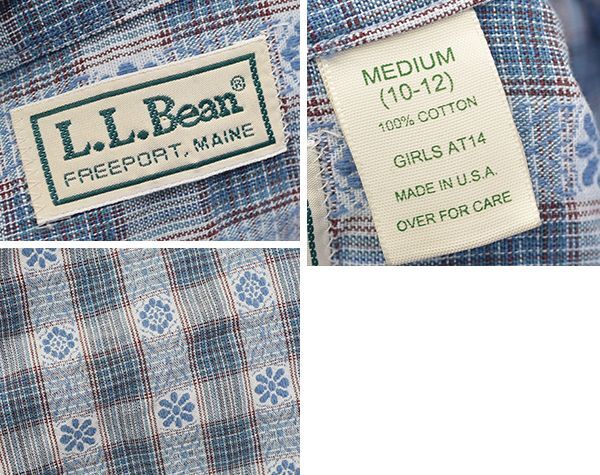 L.L.Bean®
FREEPORT, MAINE
MEDIUM
(10-12)
100% COTTON
GIRLS AT14
MADE IN U.S.A.
OVER FOR CARE